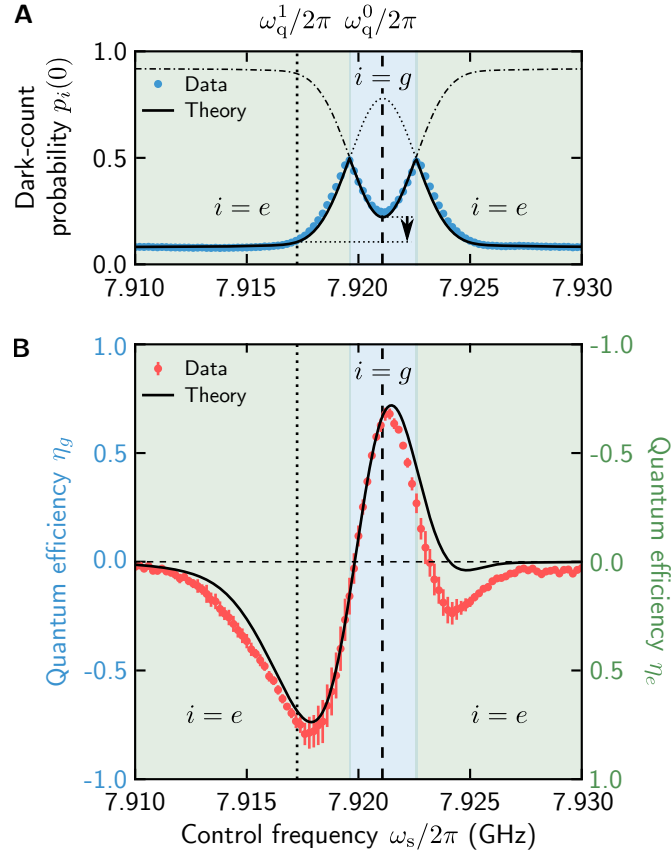 ω_q^1/2π ω_q^0/2π
A
1.0
0.5
0.0
Dark-count
probability p_i(0)
Data
Theory
i = g
i = e
i = e
7.910 7.915 7.920 7.925 7.930
B
1.0
0.5
0.0
-0.5
-1.0
Quantum efficiency η_g
Data
Theory
i = g
i = e
i = e
-1.0
-0.5
0.0
0.5
1.0
Quantum efficiency η_e
7.910 7.915 7.920 7.925 7.930
Control frequency ω_s/2π (GHz)